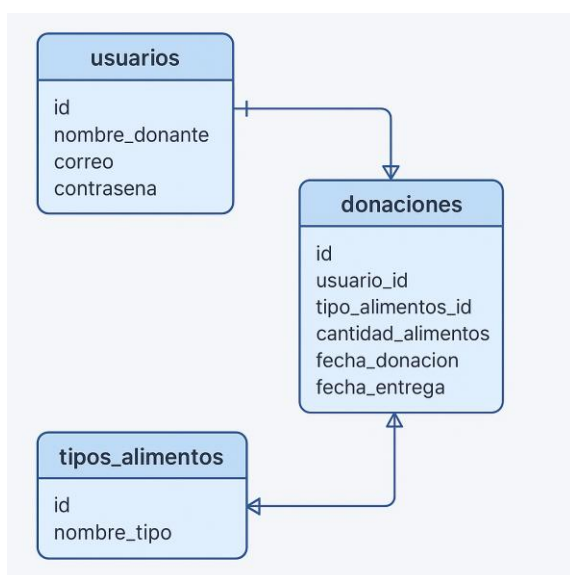 usuarios
id
nombre_donante
correo
contrasena
donaciones
id
usuario_id
tipo_alimentos_id
cantidad_alimentos
fecha_donacion
fecha_entrega
tipos_alimentos
id
nombre_tipo